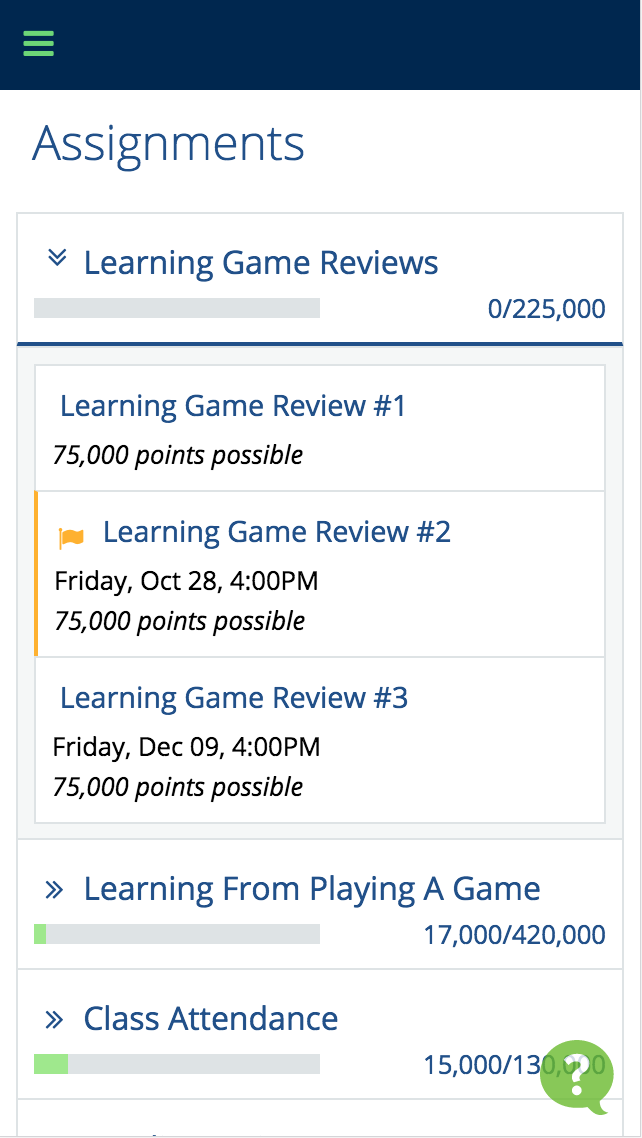 Assignments
Learning Game Reviews
0/225,000
Learning Game Review #1
75,000 points possible
Learning Game Review #2
Friday, Oct 28, 4:00PM
75,000 points possible
Learning Game Review #3
Friday, Dec 09, 4:00PM
75,000 points possible
Learning From Playing A Game
17,000/420,000
Class Attendance
15,000/130,000
?